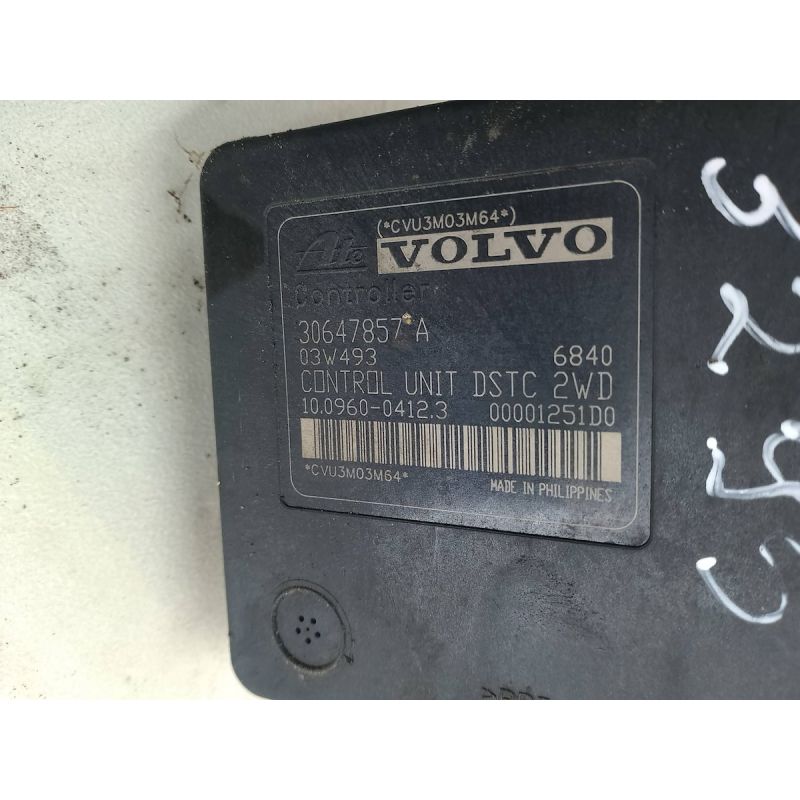 (*CVU3M03M64*)
Ate VOLVO
Controller
30647857 A
03W493 6840
CONTROL UNIT DSTC 2WD
10.0960-0412.3 00001251D0
*CVU3M03M64* MADE IN PHILIPPINES